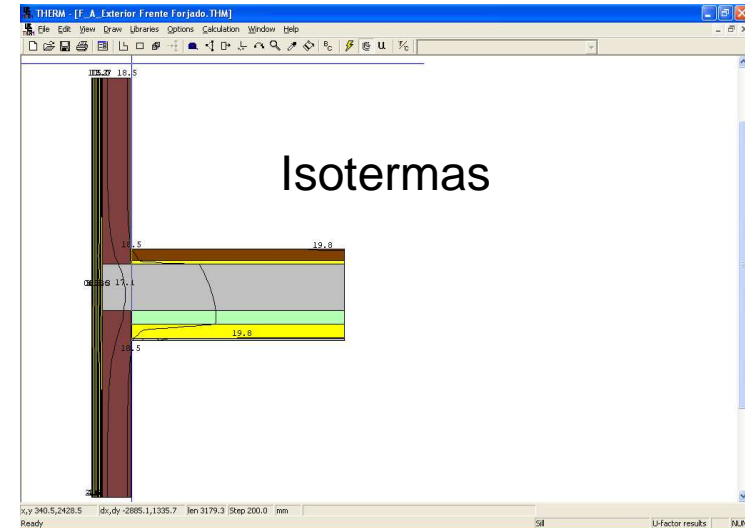 THERM - [F_A_Exterior Frente Forjado.THM]
File Edit View Draw Libraries Options Calculation Window Help
18.5
Isotermas
18.5
19.8
17.1
19.8
18.5
x,y 340.5,2428.5 dx,dy -2885.1,1335.7 len 3179.3 Step 200.0 mm
Ready Sill U-factor results NUM